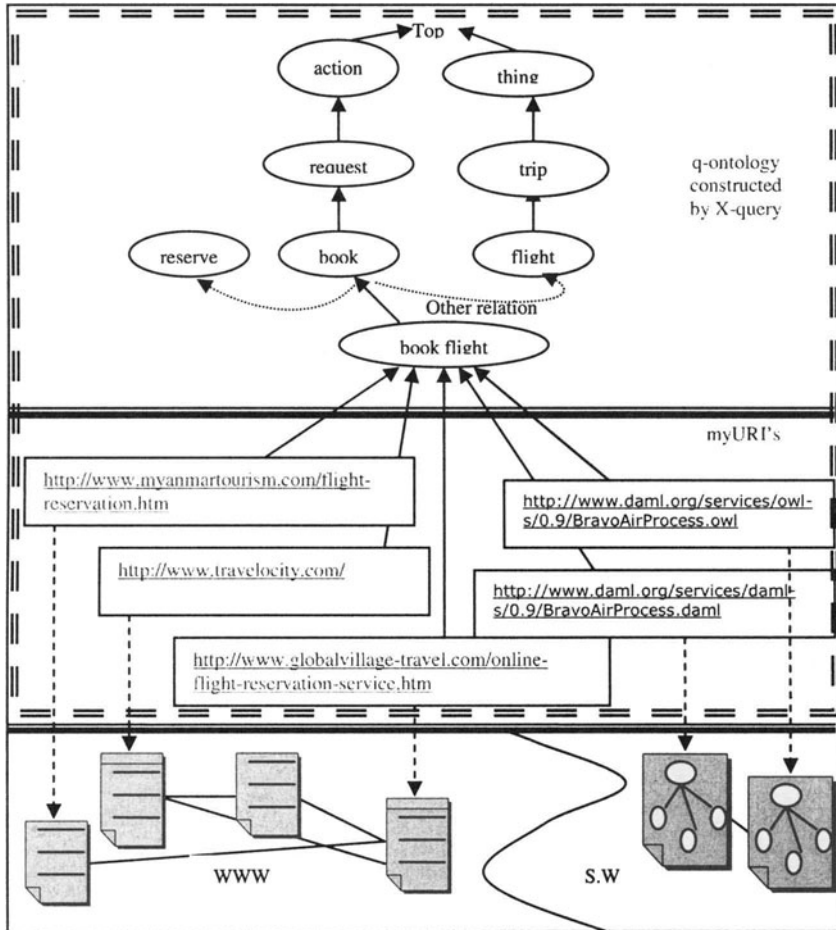 Top
action
thing
request
trip
q-ontology
constructed
by X-query
reserve
book
flight
Other relation
book flight
myURI's
http://www.myanmartourism.com/flight-
reservation.htm
http://www.daml.org/services/owl-
s/0.9/BravoAirProcess.owl
http://www.travelocity.com/
http://www.daml.org/services/daml-
s/0.9/BravoAirProcess.daml
http://www.globalvillage-travel.com/online-
flight-reservation-service.htm
WWW
S.W